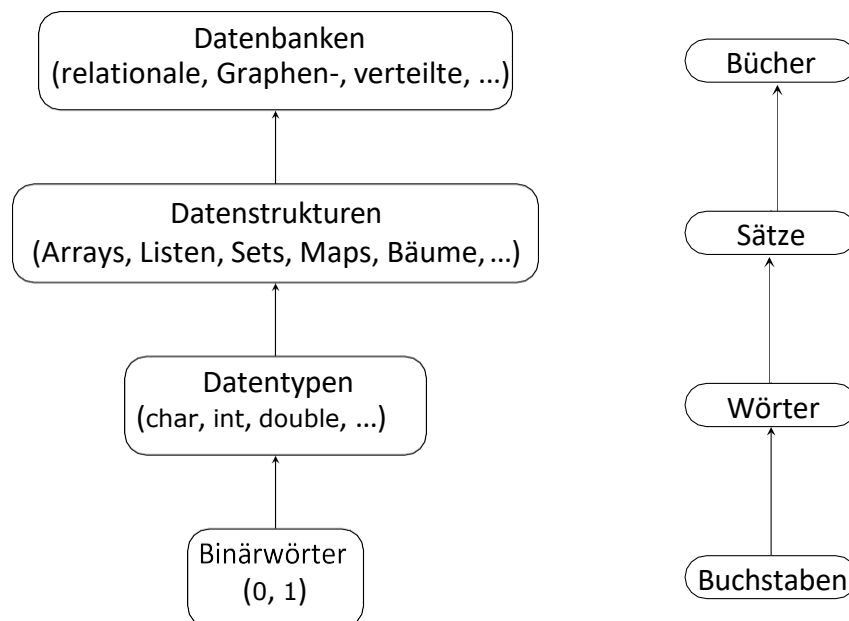 Datenbanken
(relationale, Graphen-, verteilte, ...)
Datenstrukturen
(Arrays, Listen, Sets, Maps, Bäume, ...)
Datentypen
(char, int, double, ...)
Binärwörter
(0, 1)
Bücher
Sätze
Wörter
Buchstaben